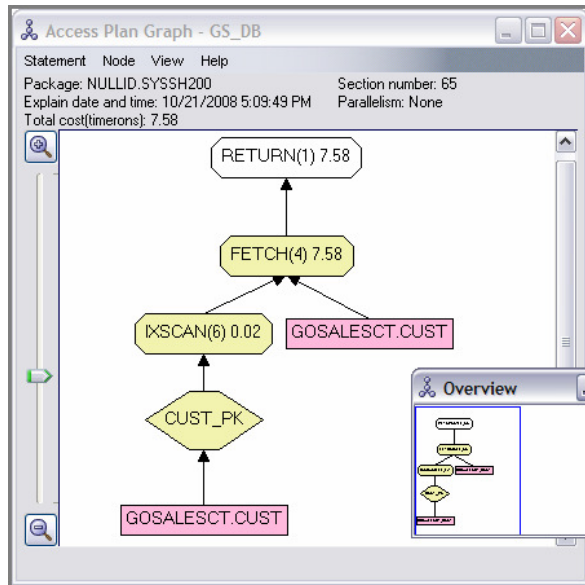 Access Plan Graph - GS_DB
Statement Node View Help
Package: NULLID.SYSSH200 Section number: 65
Explain date and time: 10/21/2008 5:09:49 PM Parallelism: None
Total cost(timerons): 7.58
RETURN(1) 7.58
FETCH(4) 7.58
IXSCAN(6) 0.02
GOSALESCT.CUST
Overview
CUST_PK
GOSALESCT.CUST